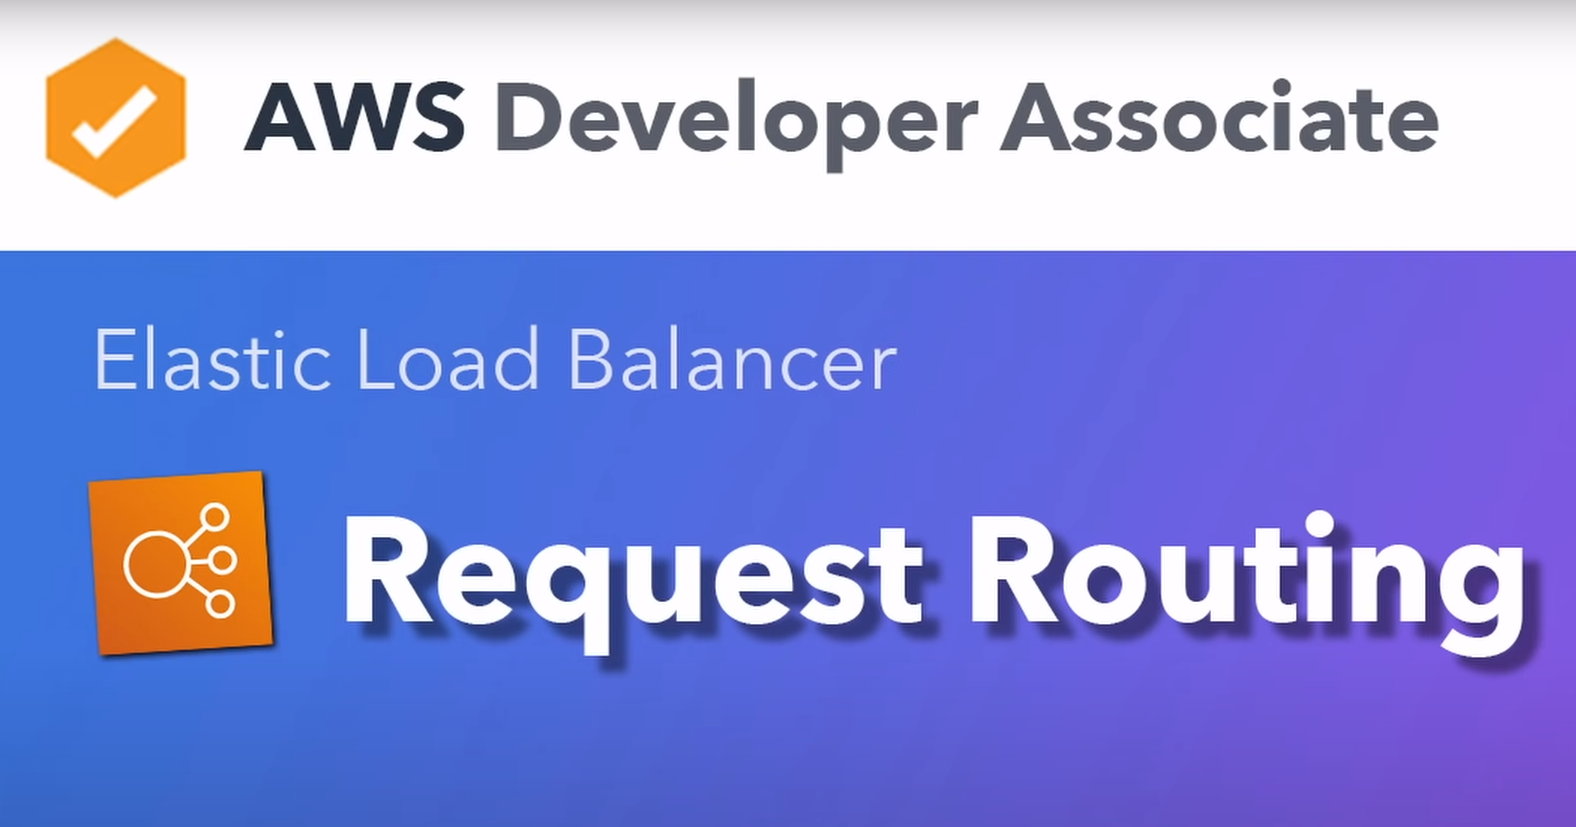 AWS Developer Associate
Elastic Load Balancer
Request Routing